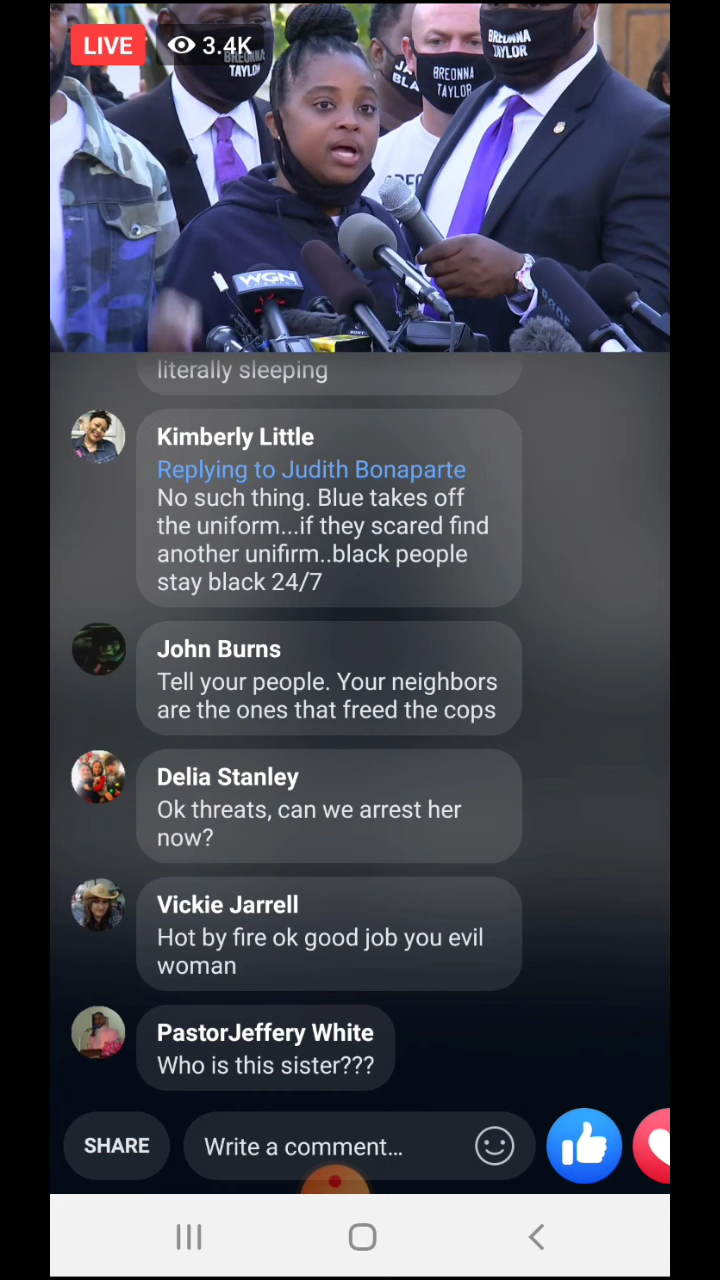 LIVE
3.4K
BREONNA
TAYLOR
BREONNA
TAYLOR
BREONNA
TAYLOR
JA
BLA
WGN
literally sleeping
Kimberly Little
Replying to Judith Bonaparte
No such thing. Blue takes off
the uniform...if they scared find
another unifirm..black people
stay black 24/7
John Burns
Tell your people. Your neighbors
are the ones that freed the cops
Delia Stanley
Ok threats, can we arrest her
now?
Vickie Jarrell
Hot by fire ok good job you evil
woman
PastorJeffery White
Who is this sister???
SHARE
Write a comment...